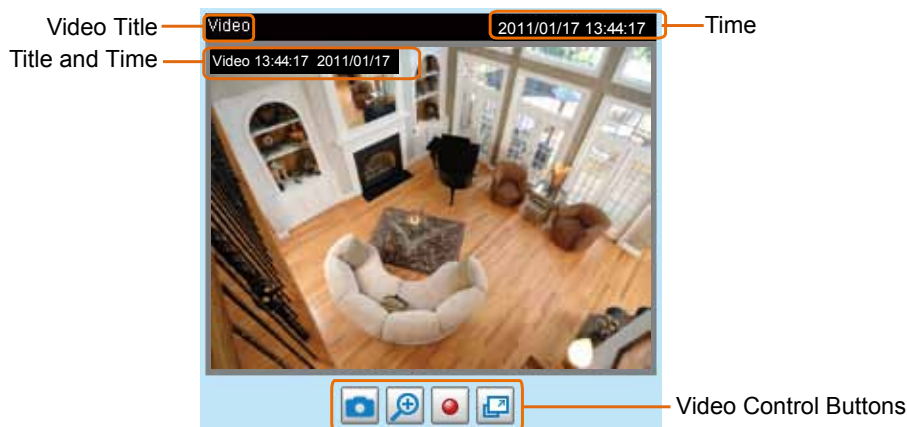 Video Title
Video
2011/01/17 13:44:17
Time
Title and Time
Video 13:44:17 2011/01/17
Video Control Buttons